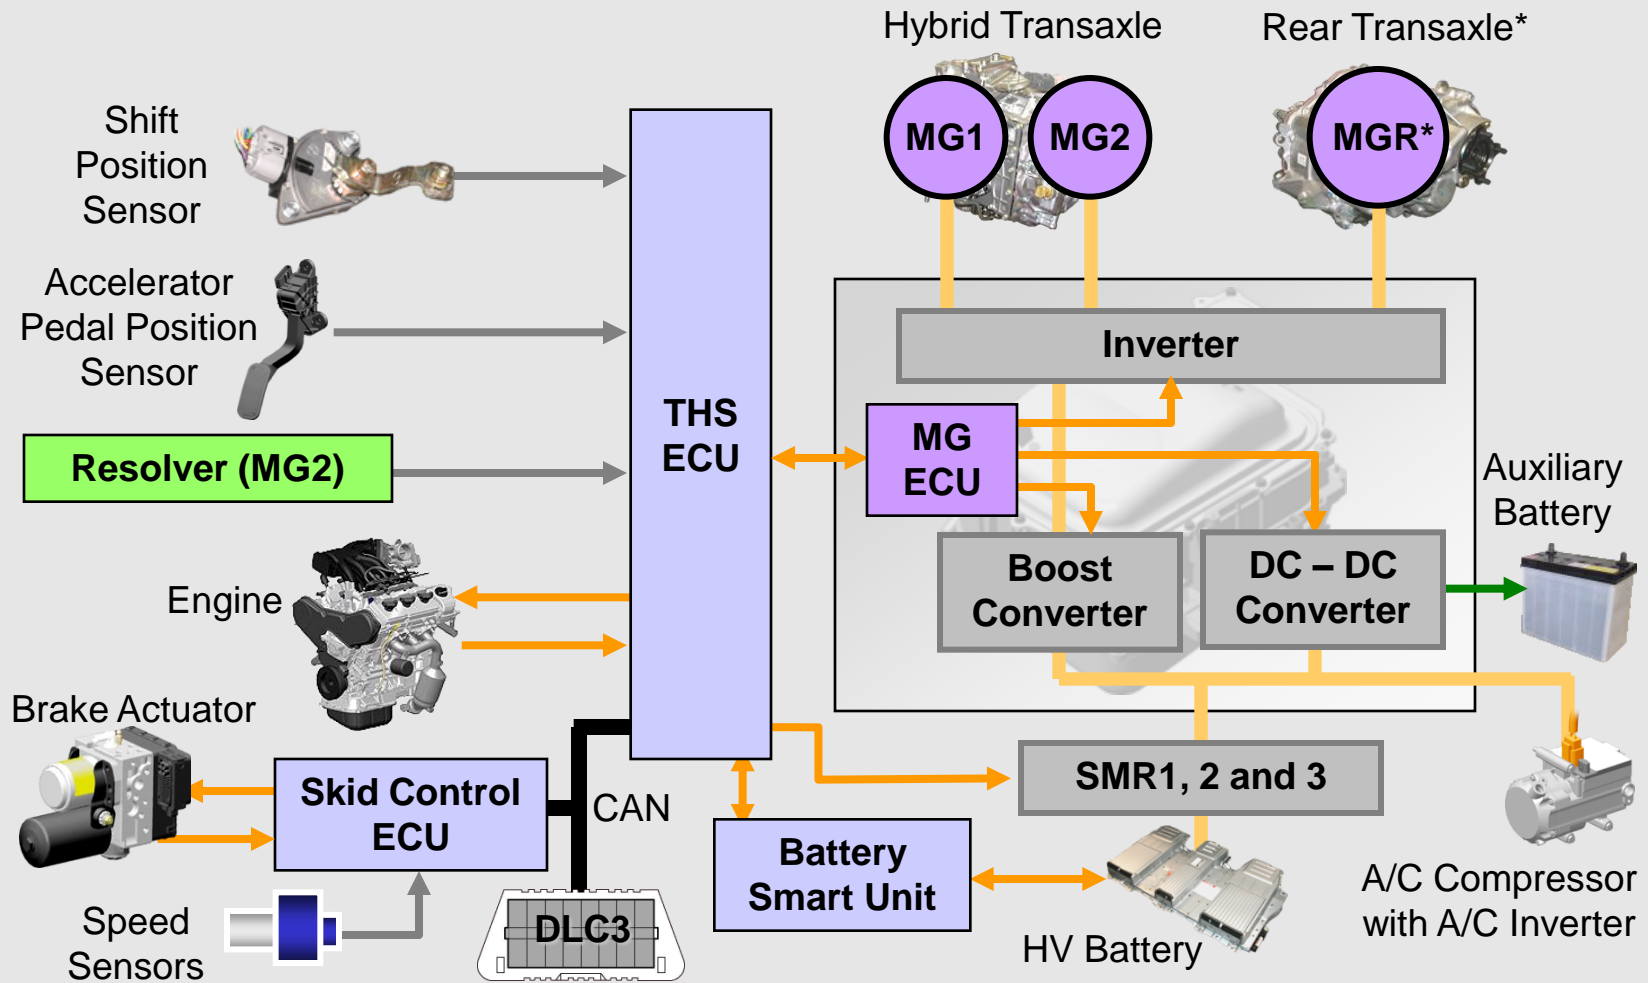 Hybrid Transaxle
Rear Transaxle*
MG1
MG2
MGR*
Shift
Position
Sensor
Accelerator
Pedal Position
Sensor
Resolver (MG2)
Engine
Brake Actuator
Skid Control
ECU
Speed
Sensors
CAN
DLC3
THS
ECU
Inverter
MG
ECU
Boost
Converter
DC – DC
Converter
Auxiliary
Battery
SMR1, 2 and 3
Battery
Smart Unit
HV Battery
A/C Compressor
with A/C Inverter